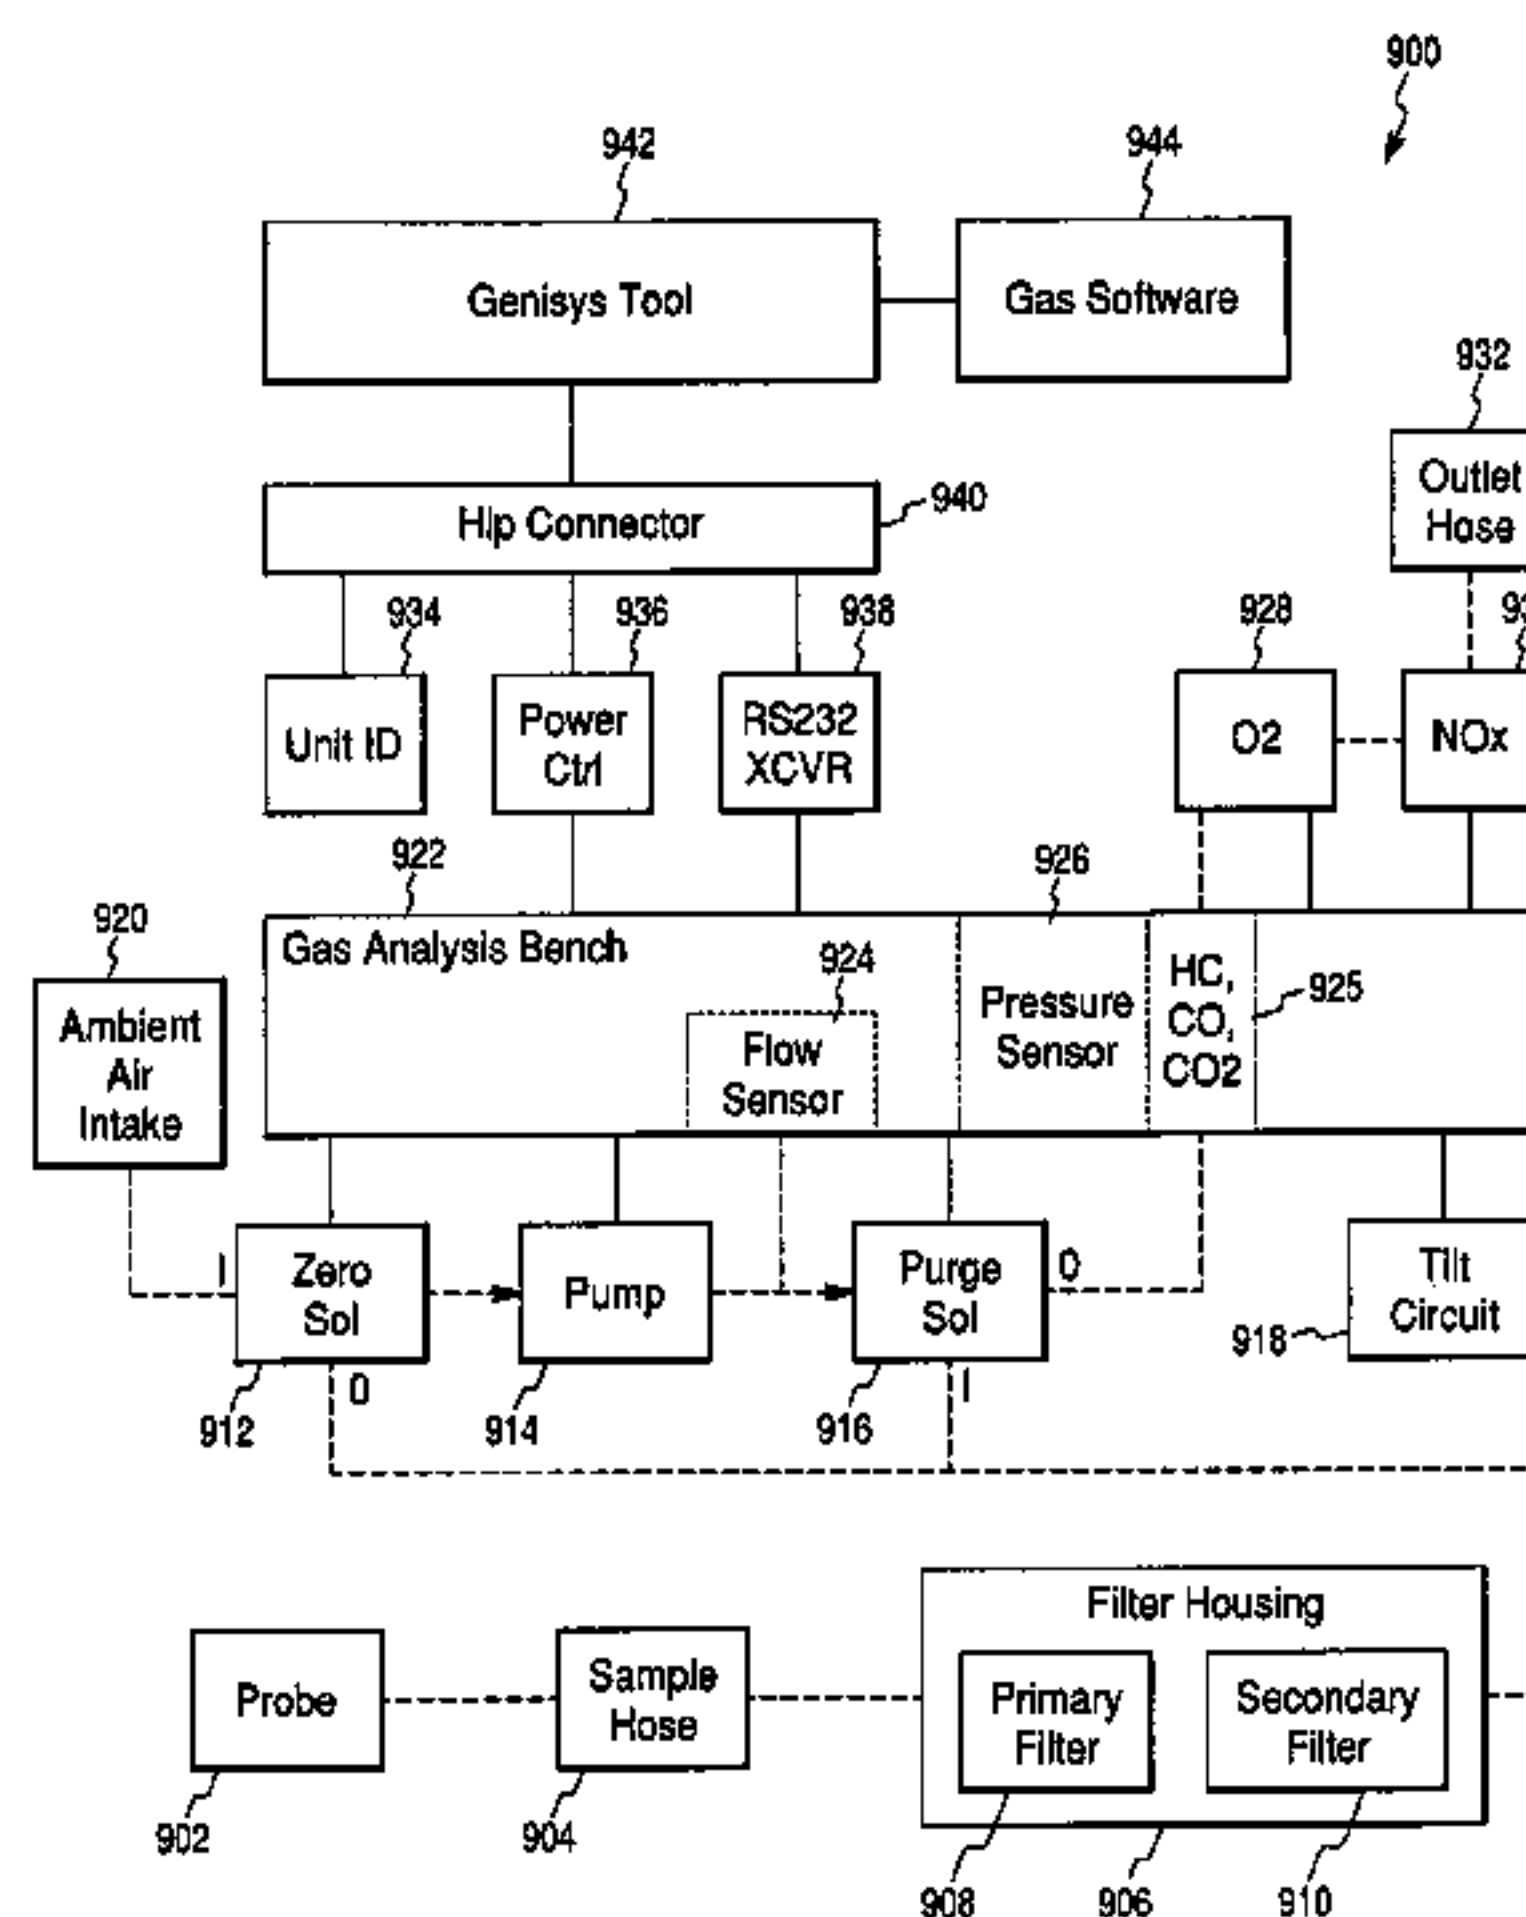 900
942
944
Genisys Tool
Gas Software
932
Outlet
Hose
H/p Connector
940
934
936
938
928
Unit ID
Power
Ctrl
RS232
XCVR
O2
NOx
922
926
920
Gas Analysis Bench
924
Ambient
Air
Intake
Flow
Sensor
Pressure
Sensor
HC,
CO,
CO2
925
1
Zero
Sol
0
Pump
Purge
Sol
0
1
Tilt
Circuit
918
912
914
916
Filter Housing
Probe
Sample
Hose
Primary
Filter
Secondary
Filter
902
904
908
906
910